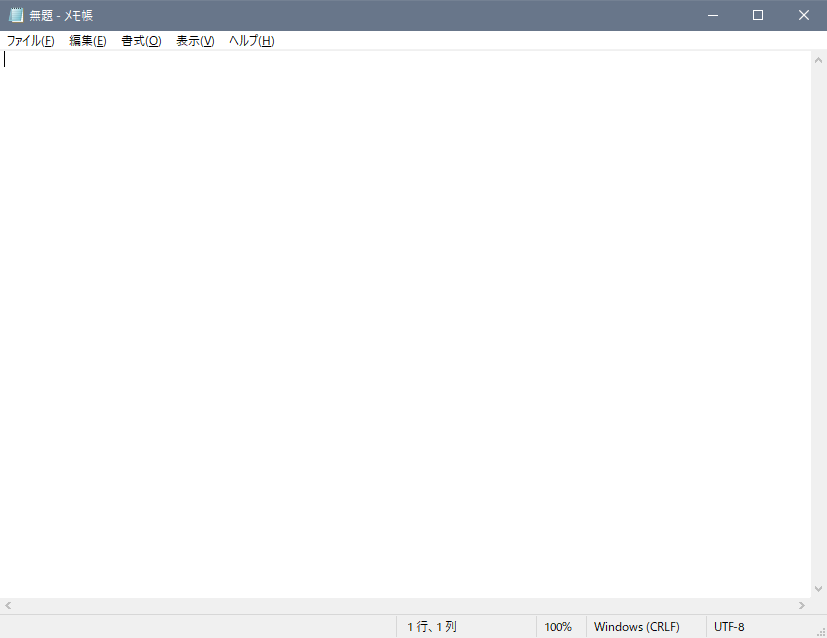 無題 - メモ帳
ファイル(F) 編集(E) 書式(O) 表示(V) ヘルプ(H)
1 行、1 列 100% Windows (CRLF) UTF-8